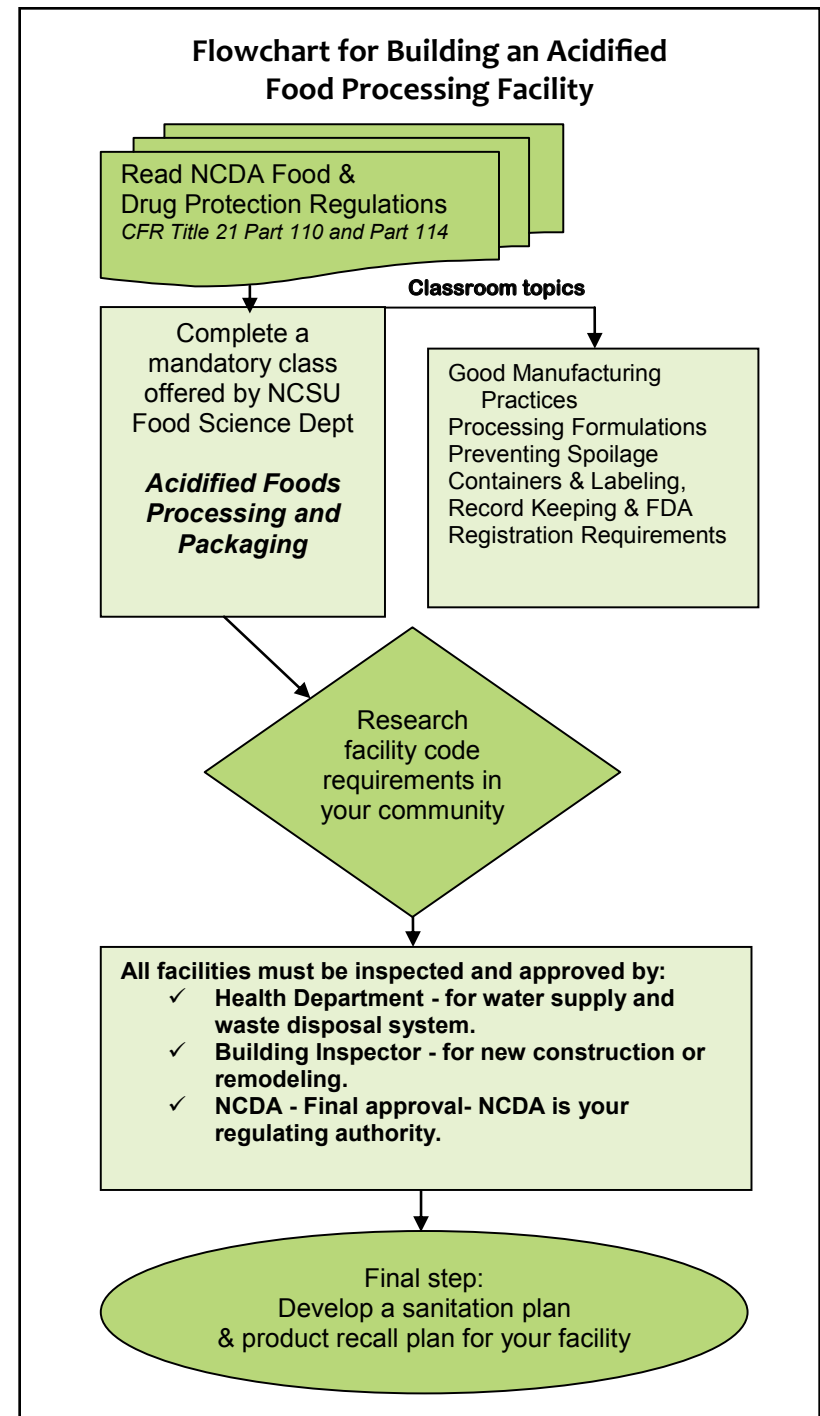 Flowchart for Building an Acidified
Food Processing Facility
Read NCDA Food &
Drug Protection Regulations
CFR Title 21 Part 110 and Part 114
Classroom topics
Complete a
mandatory class
offered by NCSU
Food Science Dept
Acidified Foods
Processing and
Packaging
Good Manufacturing
Practices
Processing Formulations
Preventing Spoilage
Containers & Labeling,
Record Keeping & FDA
Registration Requirements
Research
facility code
requirements in
your community
All facilities must be inspected and approved by:
✓ Health Department - for water supply and
waste disposal system.
✓ Building Inspector - for new construction or
remodeling.
✓ NCDA - Final approval- NCDA is your
regulating authority.
Final step:
Develop a sanitation plan
& product recall plan for your facility